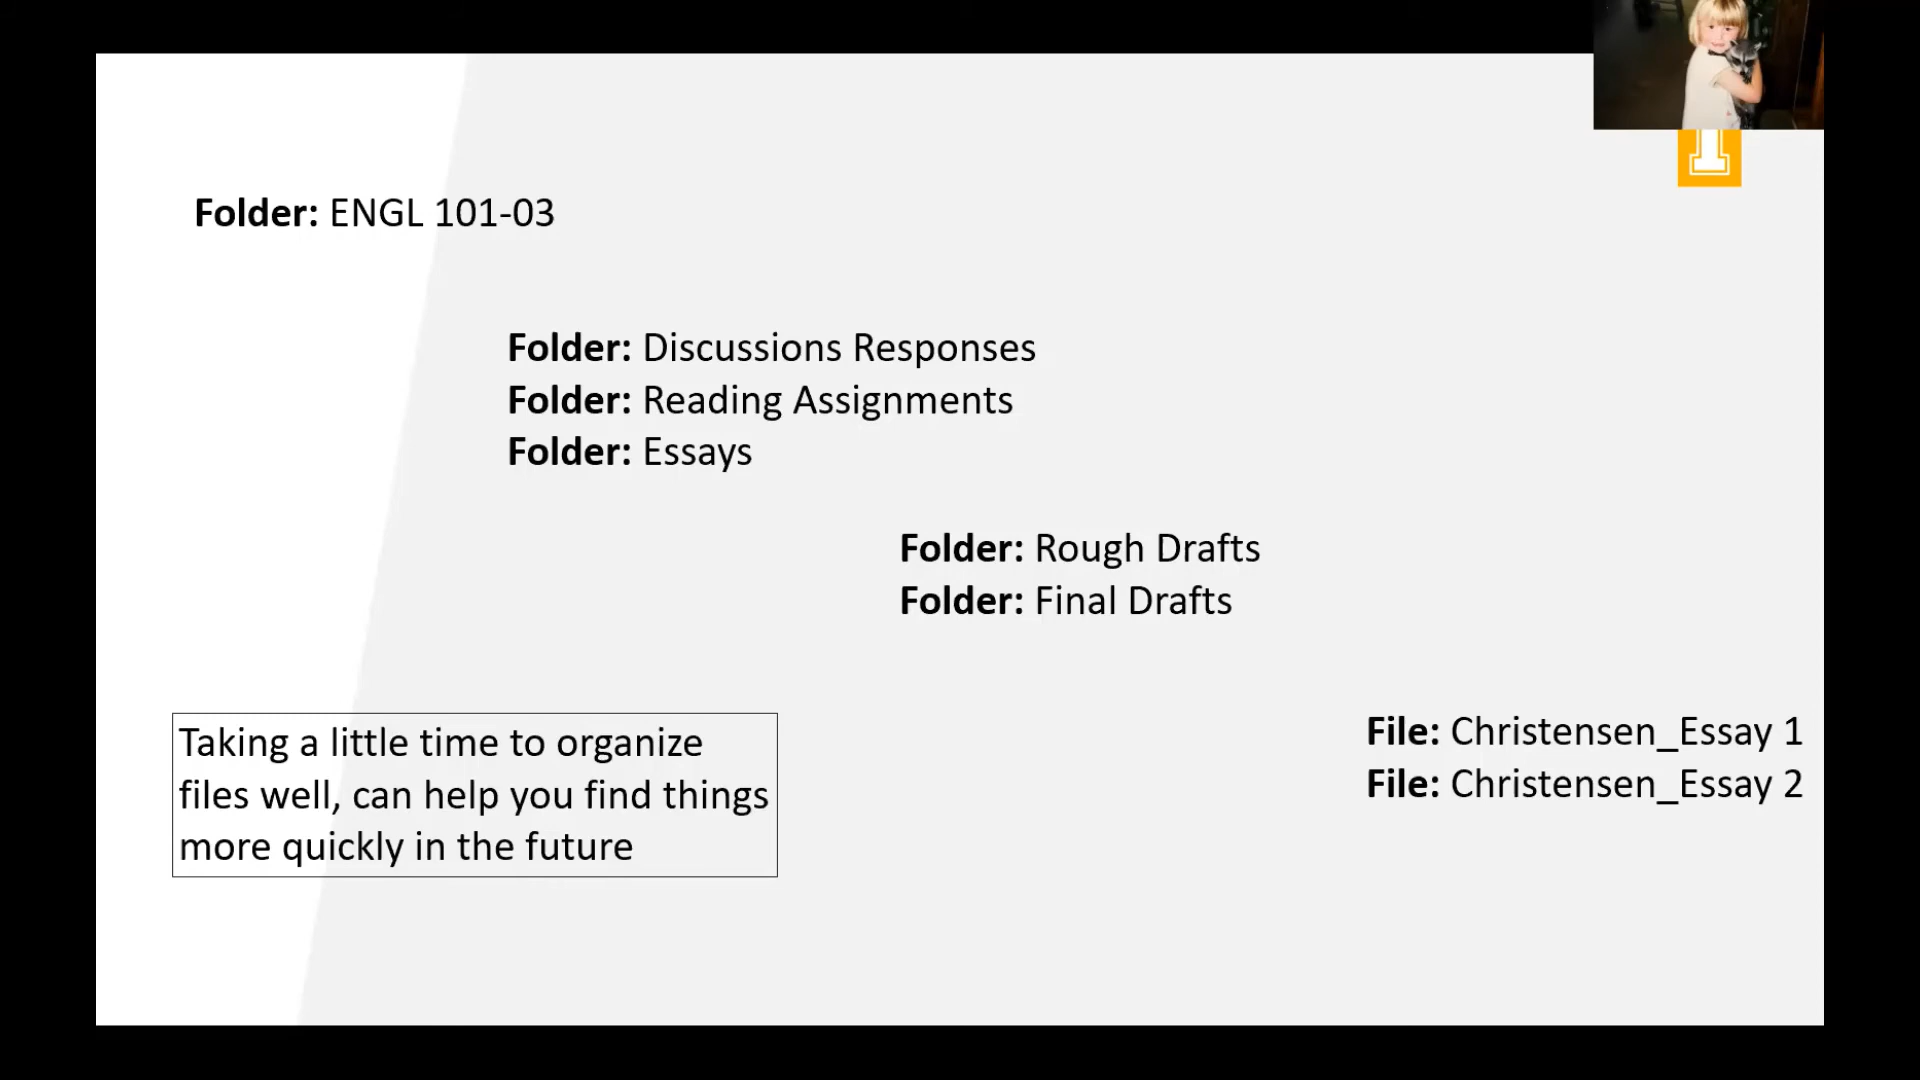 Folder: ENGL 101-03
Folder: Discussions Responses
Folder: Reading Assignments
Folder: Essays
Folder: Rough Drafts
Folder: Final Drafts
File: Christensen_Essay 1
File: Christensen_Essay 2
Taking a little time to organize
files well, can help you find things
more quickly in the future